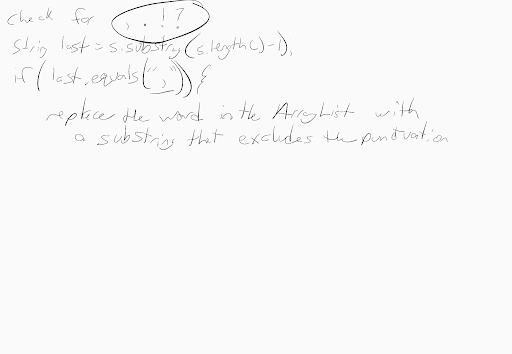 Check for , . ! ?
String last = s.substring(s.length()-1);
if (last.equals(",")) {
replace the word in the ArrayList with
a substring that excludes the puntuation